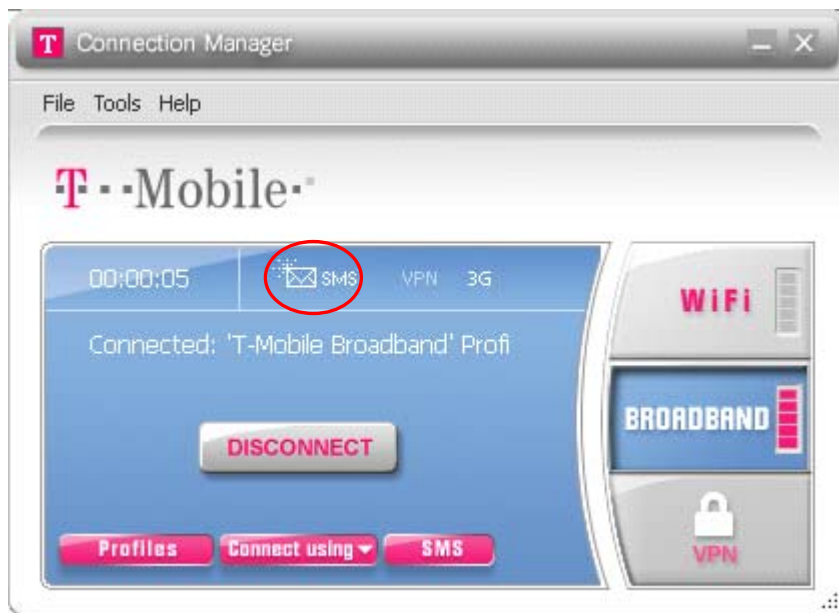 T Connection Manager
File Tools Help
T··Mobile·
00:00:05 SMS VPN 3G
WiFi
Connected: 'T-Mobile Broadband' Profi
BROADBAND
DISCONNECT
Profiles Connect using SMS
VPN